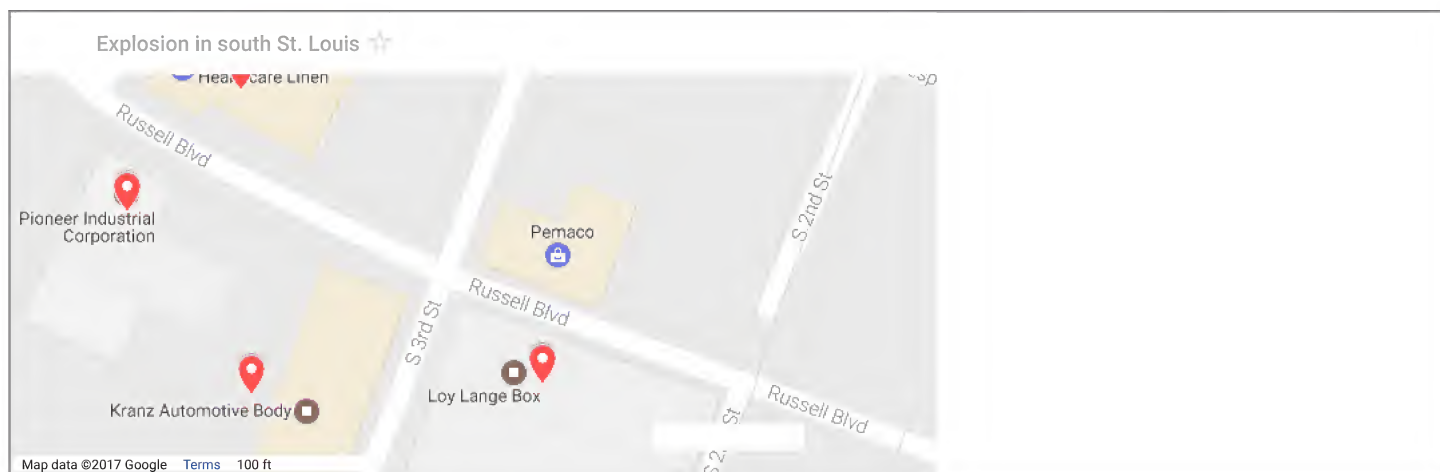 Explosion in south St. Louis
Healthcare Linen
Russell Blvd
Pioneer Industrial
Corporation
S 2nd St
Pemaco
Russell Blvd
S 3rd St
Loy Lange Box
Kranz Automotive Body
Russell Blvd
St
Map data ©2017 Google Terms 100 ft